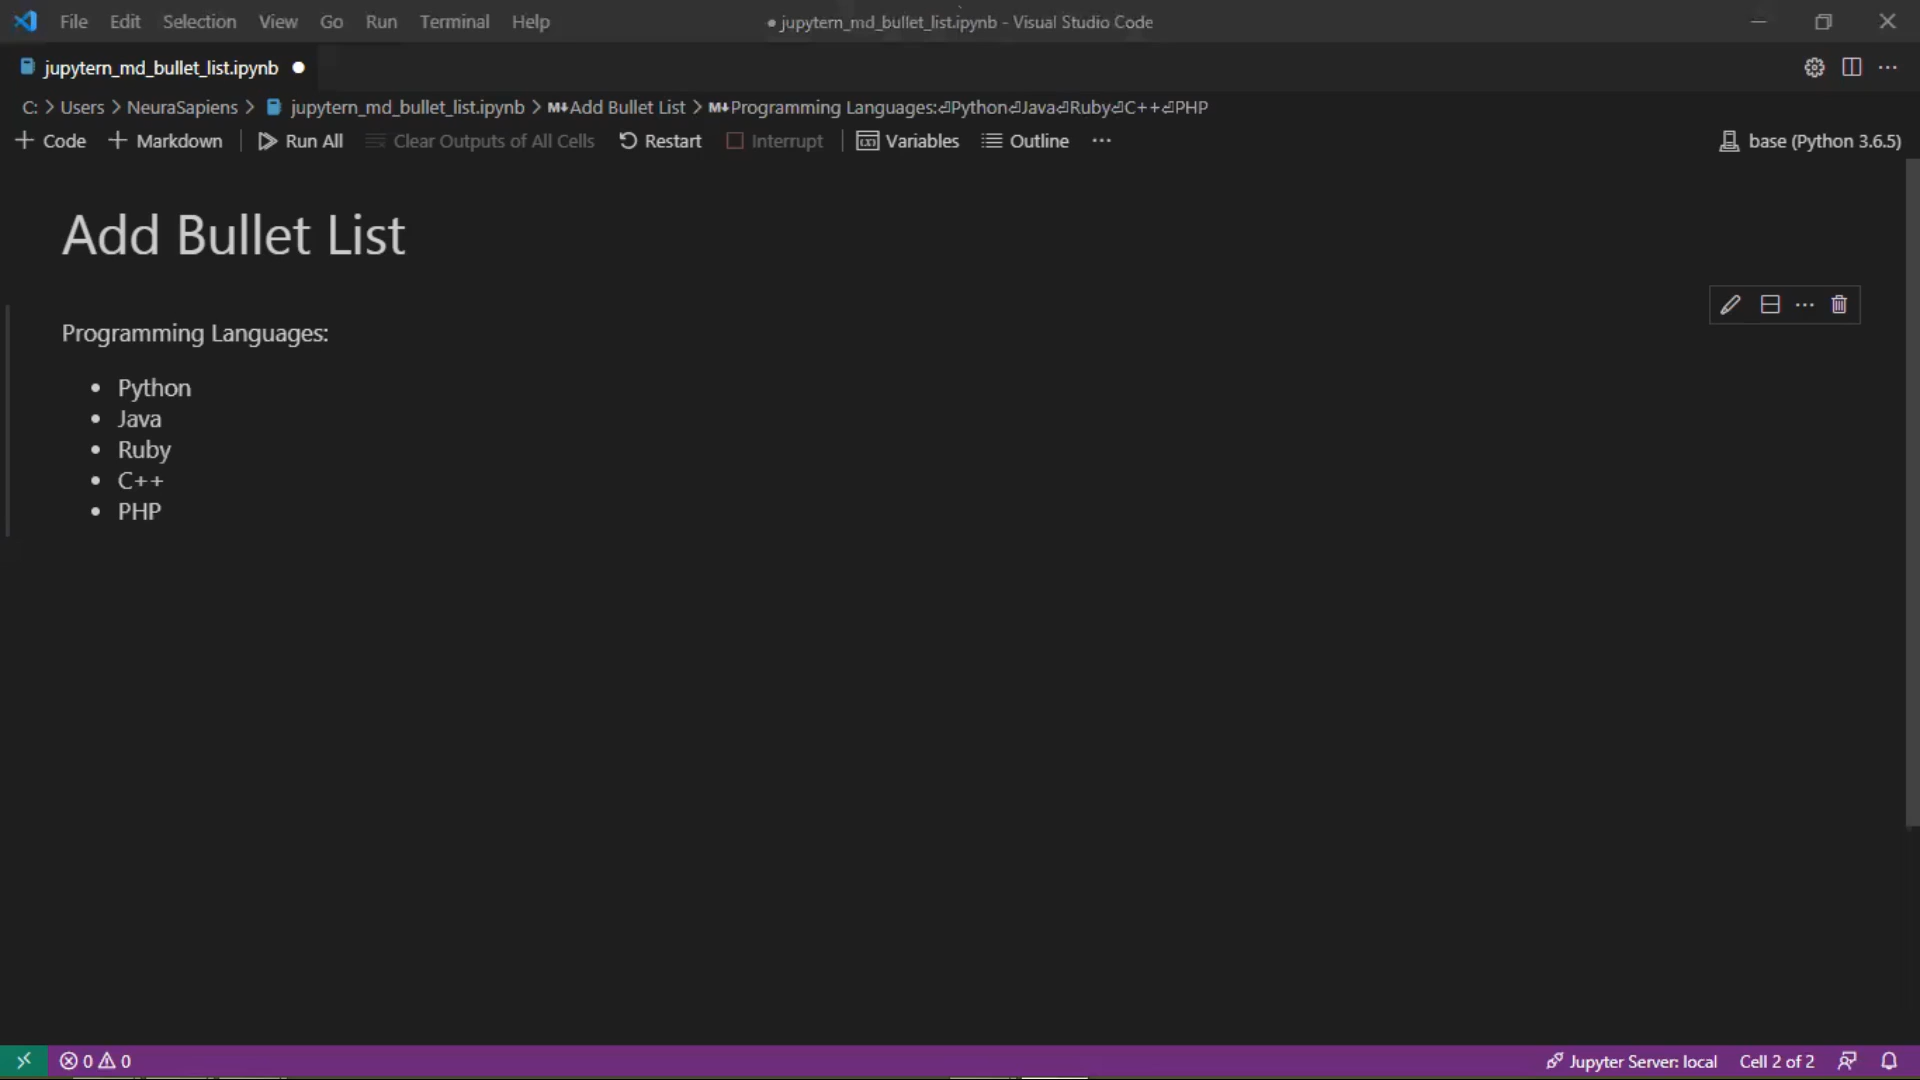 File Edit Selection View Go Run Terminal Help ● jupytern_md_bullet_list.ipynb - Visual Studio Code
jupytern_md_bullet_list.ipynb ●
C: > Users > NeuraSapiens > jupytern_md_bullet_list.ipynb > M↓Add Bullet List > M↓Programming Languages:⏎Python⏎Java⏎Ruby⏎C++⏎PHP
+ Code + Markdown | Run All Clear Outputs of All Cells Restart Interrupt | Variables Outline ··· base (Python 3.6.5)
Add Bullet List
Programming Languages:
• Python
• Java
• Ruby
• C++
• PHP
0 0 Jupyter Server: local Cell 2 of 2